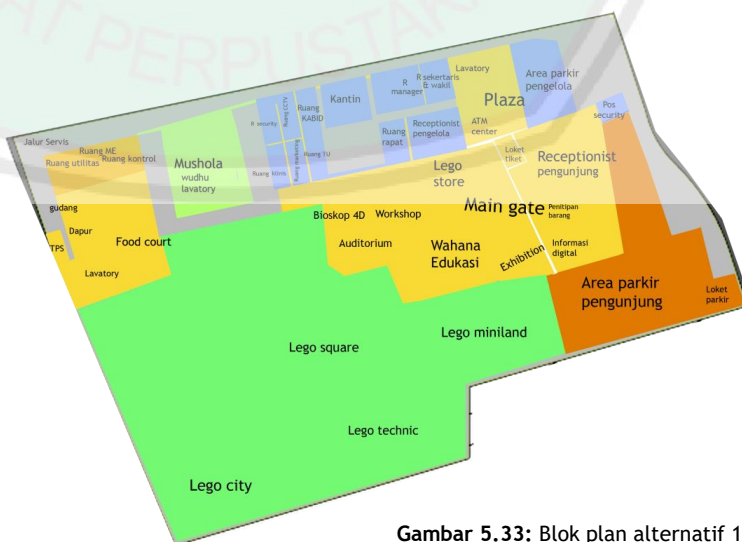 AT PERPUSTAK
Jalur Servis
Ruang ME
Ruang utilitas
Ruang kontrol
Mushola
wudhu
lavatory
R security
Ruang CCTV
Ruang
KABID
Kantin
R
manager
R sekertaris
& wakil
Lavatory
Plaza
Area parkir
pengelola
Pos
security
Ruang klinik
Ruang TU
Ruang
rapat
Receptionist
pengelola
ATM
center
Loket
tiket
Receptionist
pengunjung
Lego
store
gudang
Dapur
TPS
Food court
Lavatory
Bioskop 4D
Workshop
Main gate
Penitipan
barang
Auditorium
Wahana
Edukasi
Exhibition
Informasi
digital
Area parkir
pengunjung
Loket
parkir
Lego square
Lego miniland
Lego technic
Lego city
Gambar 5.33: Blok plan alternatif 1